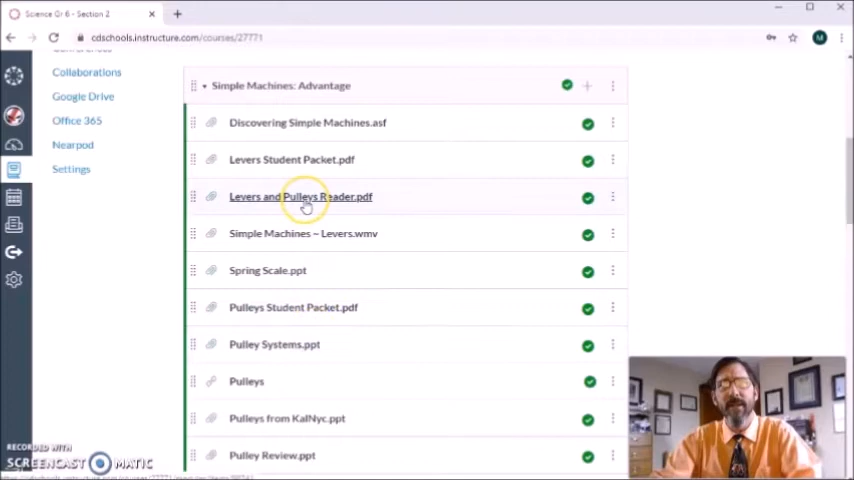 Science Gr 6 - Section 2
cdschools.instructure.com/courses/27771
M
Collaborations
Google Drive
Office 365
Nearpod
Settings
Simple Machines: Advantage
Discovering Simple Machines.asf
Levers Student Packet.pdf
Levers and Pulleys Reader.pdf
Simple Machines – Levers.wmv
Spring Scale.ppt
Pulleys Student Packet.pdf
Pulley Systems.ppt
Pulleys
Pulleys from KalNyc.ppt
Pulley Review.ppt
RECORDED WITH
SCREENCAST MATIC